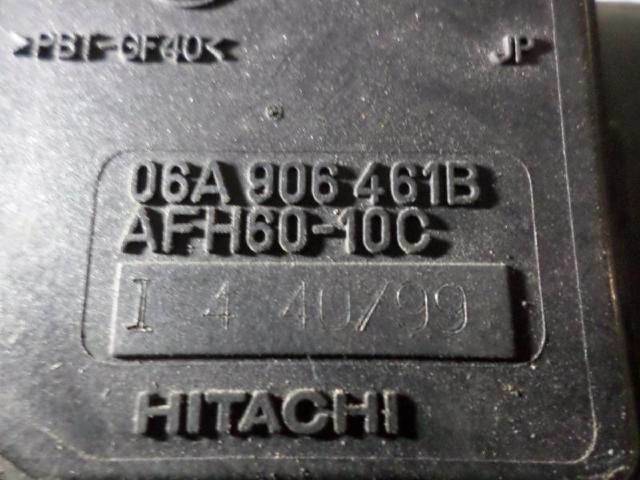 >PBT-GF40< JP
06A 906 461B
AFH60-10C
I 4 40/99
HITACHI